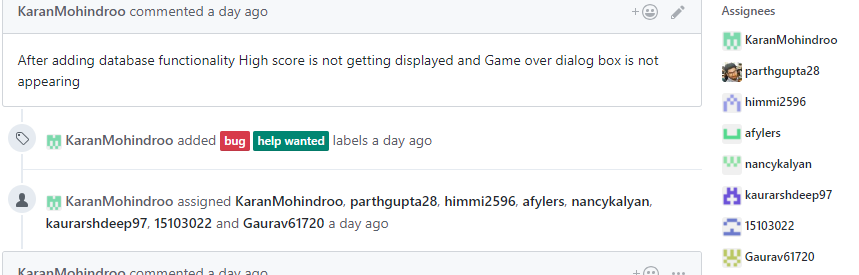 KaranMohindroo commented a day ago
After adding database functionality High score is not getting displayed and Game over dialog box is not
appearing
KaranMohindroo added bug help wanted labels a day ago
KaranMohindroo assigned KaranMohindroo, parthgupta28, himmi2596, afylers, nancykalyan,
kaurarshdeep97, 15103022 and Gaurav61720 a day ago
KaranMohindroo commented a day ago
Assignees
KaranMohindroo
parthgupta28
himmi2596
afylers
nancykalyan
kaurarshdeep97
15103022
Gaurav61720